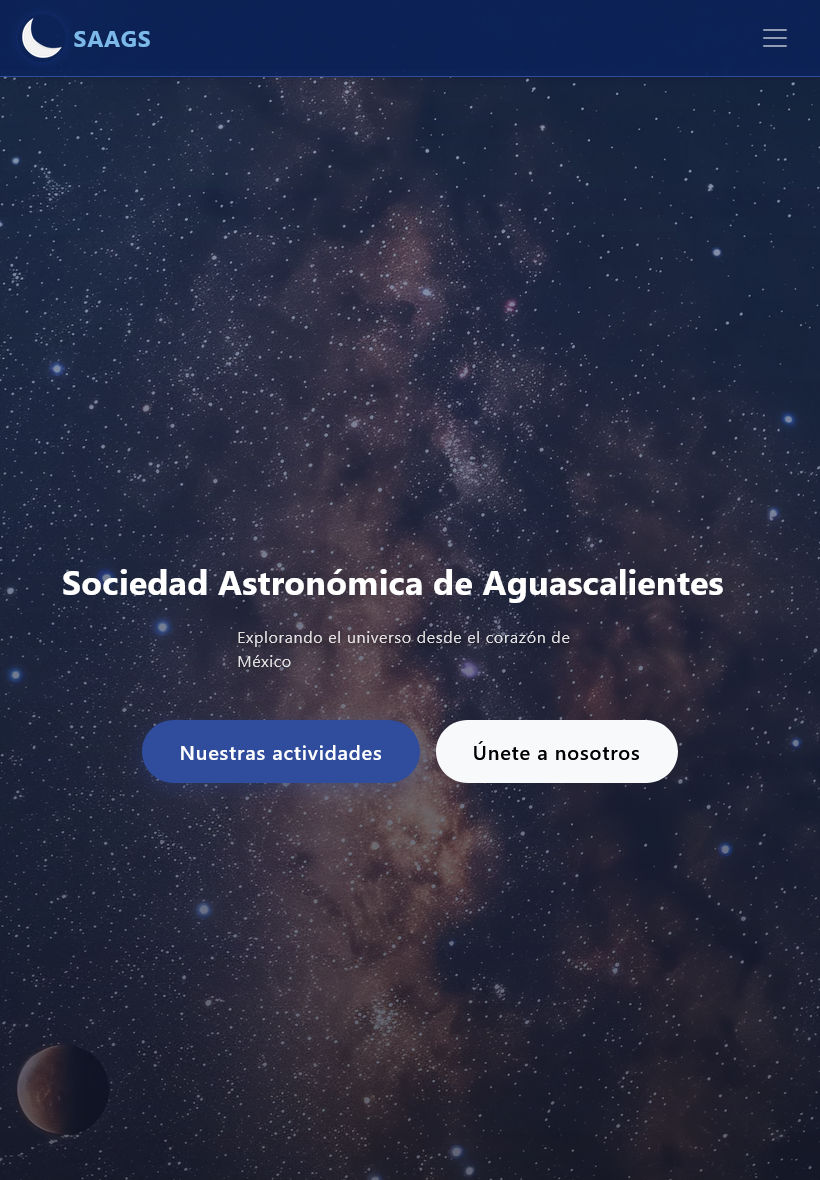 SAAGS
Sociedad Astronómica de Aguascalientes
Explorando el universo desde el corazón de
México
Nuestras actividades
Únete a nosotros